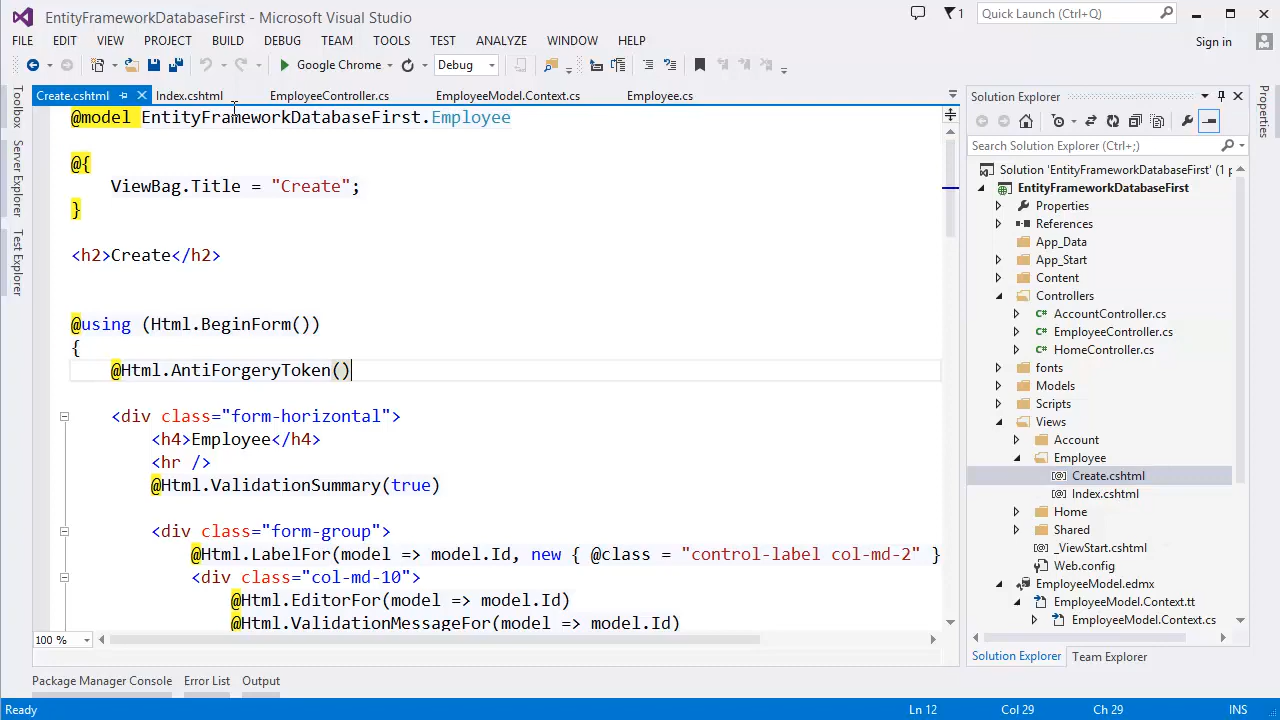 EntityFrameworkDatabaseFirst - Microsoft Visual Studio
1
Quick Launch (Ctrl+Q)
FILE EDIT VIEW PROJECT BUILD DEBUG TEAM TOOLS TEST ANALYZE WINDOW HELP
Sign in
Google Chrome
Debug
Toolbox
Server Explorer
Test Explorer
Create.cshtml Index.cshtml EmployeeController.cs EmployeeModel.Context.cs Employee.cs
@model EntityFrameworkDatabaseFirst.Employee
@{
ViewBag.Title = "Create";
}
<h2>Create</h2>
@using (Html.BeginForm())
{
@Html.AntiForgeryToken()
<div class="form-horizontal">
<h4>Employee</h4>
<hr />
@Html.ValidationSummary(true)
<div class="form-group">
@Html.LabelFor(model => model.Id, new { @class = "control-label col-md-2" }
<div class="col-md-10">
@Html.EditorFor(model => model.Id)
@Html.ValidationMessageFor(model => model.Id)
100 %
Solution Explorer
Search Solution Explorer (Ctrl+;)
Solution 'EntityFrameworkDatabaseFirst' (1 p
EntityFrameworkDatabaseFirst
Properties
References
App_Data
App_Start
Content
Controllers
AccountController.cs
EmployeeController.cs
HomeController.cs
fonts
Models
Scripts
Views
Account
Employee
Create.cshtml
Index.cshtml
Home
Shared
_ViewStart.cshtml
Web.config
EmployeeModel.edmx
EmployeeModel.Context.tt
EmployeeModel.Context.cs
Solution Explorer Team Explorer
Properties
Package Manager Console Error List Output
Ready Ln 12 Col 29 Ch 29 INS